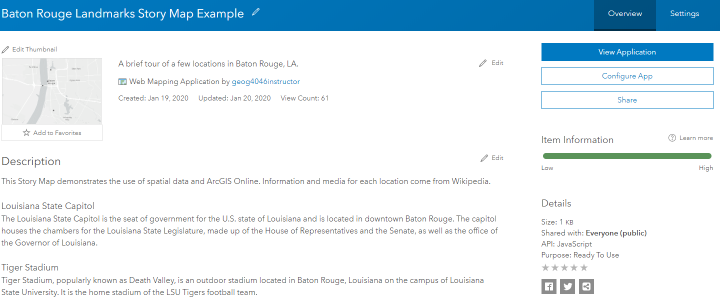 Baton Rouge Landmarks Story Map Example
Overview
Settings
Edit Thumbnail
Add to Favorites
A brief tour of a few locations in Baton Rouge, LA.
Edit
Web Mapping Application by geog4046instructor
Created: Jan 19, 2020 Updated: Jan 20, 2020 View Count: 61
View Application
Configure App
Share
Description
Edit
This Story Map demonstrates the use of spatial data and ArcGIS Online. Information and media for each location come from Wikipedia.
Louisiana State Capitol
The Louisiana State Capitol is the seat of government for the U.S. state of Louisiana and is located in downtown Baton Rouge. The capitol
houses the chambers for the Louisiana State Legislature, made up of the House of Representatives and the Senate, as well as the office of
the Governor of Louisiana.
Tiger Stadium
Tiger Stadium, popularly known as Death Valley, is an outdoor stadium located in Baton Rouge, Louisiana on the campus of Louisiana
State University. It is the home stadium of the LSU Tigers football team.
Item Information
Learn more
Low
High
Details
Size: 1 KB
Shared with: Everyone (public)
API: JavaScript
Purpose: Ready To Use